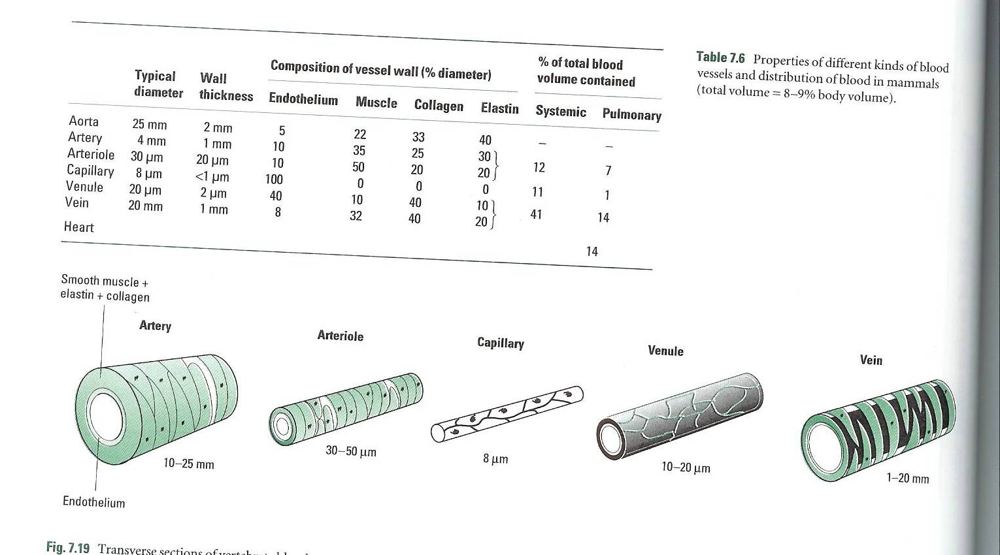 Table 7.6 Properties of different kinds of blood
vessels and distribution of blood in mammals
(total volume = 8–9% body volume).
Composition of vessel wall (% diameter) % of total blood volume contained
Typical diameter Wall thickness Endothelium Muscle Collagen Elastin Systemic Pulmonary
Aorta 25 mm 2 mm 5 22 33 40 – –
Artery 4 mm 1 mm 10 35 25 30
Arteriole 30 µm 20 µm 10 50 20 20 12 7
Capillary 8 µm <1 µm 100 0 0 0 11 1
Venule 20 µm 2 µm 40 10 40 10
Vein 20 mm 1 mm 8 32 40 20 41 14
Heart 14
Smooth muscle +
elastin + collagen
Artery
Arteriole
Capillary
Venule
Vein
10–25 mm
30–50 µm
8 µm
10–20 µm
1–20 mm
Endothelium
Fig. 7.19 Transverse sections of